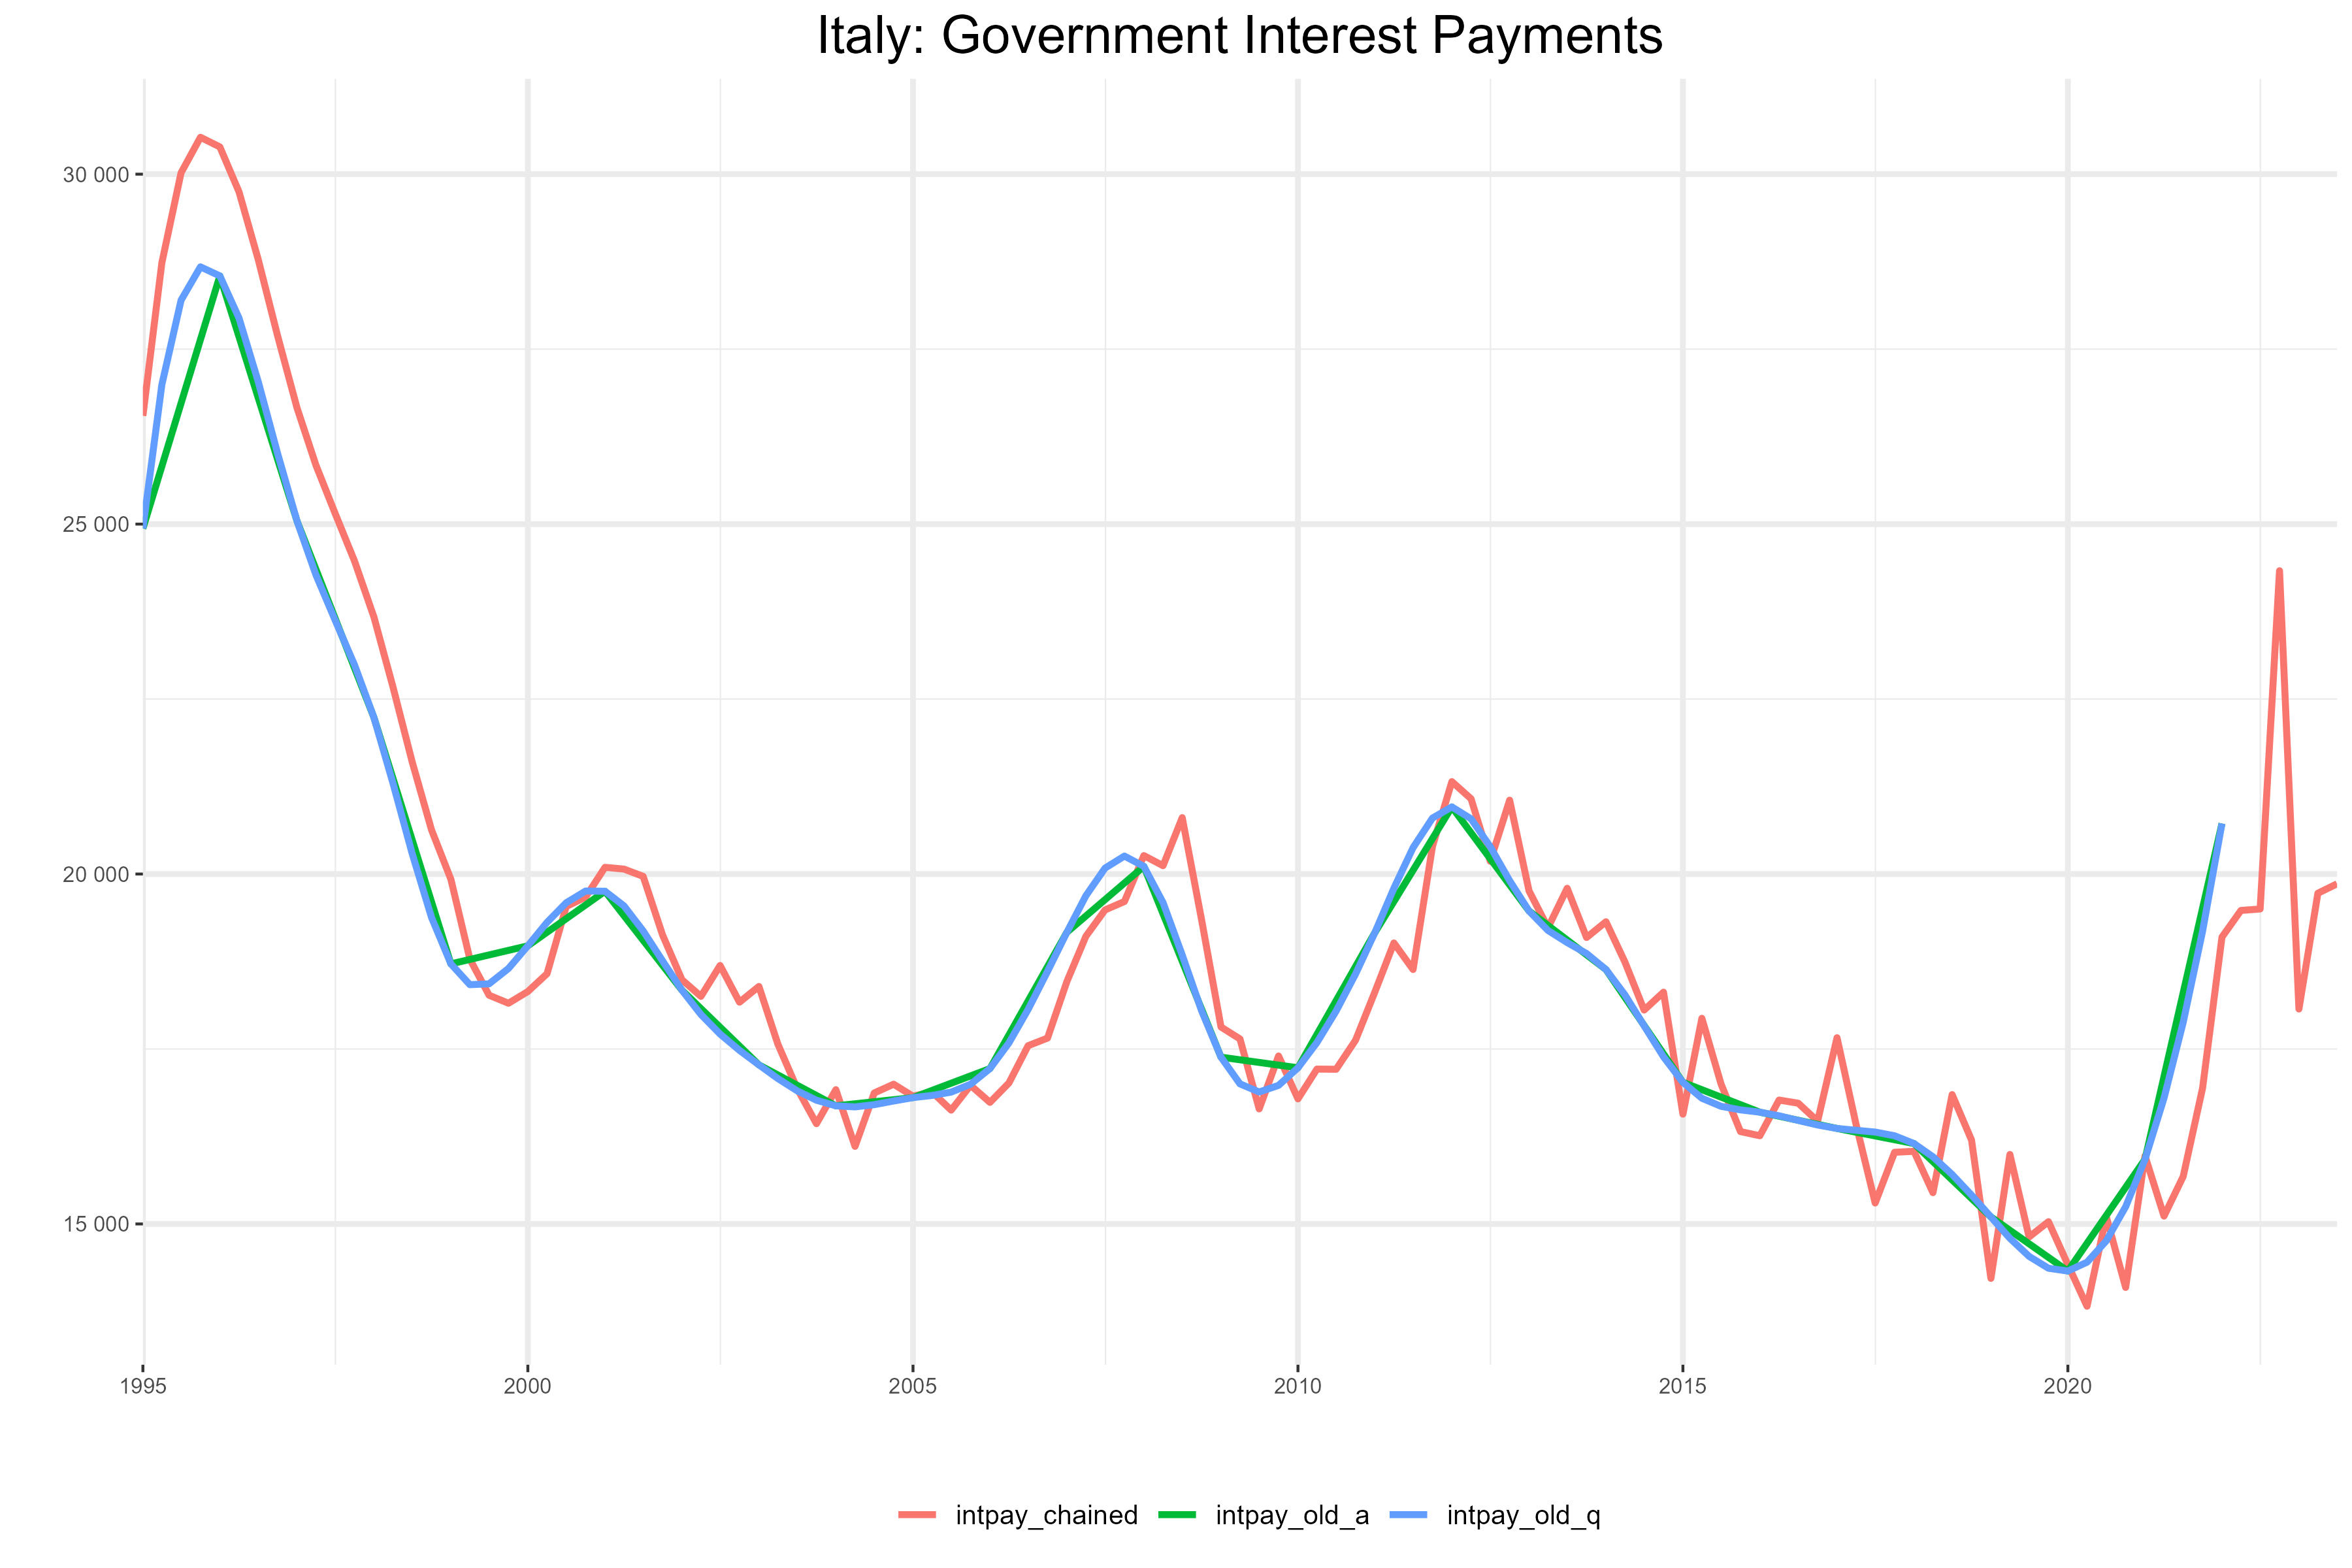 Italy: Government Interest Payments
30 000
25 000
20 000
15 000
1995 2000 2005 2010 2015 2020
intpay_chained intpay_old_a intpay_old_q